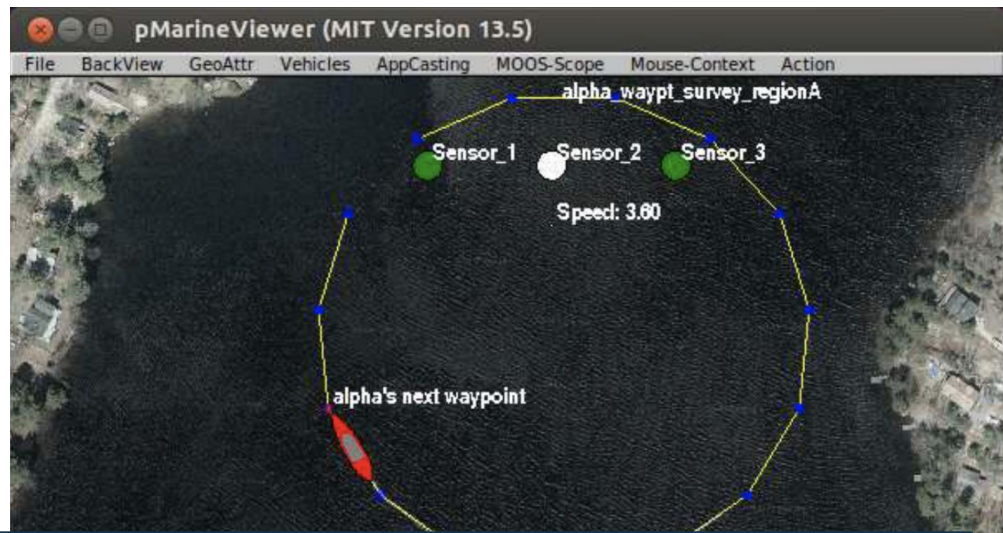 pMarineViewer (MIT Version 13.5)
File BackView GeoAttr Vehicles AppCasting MOOS-Scope Mouse-Context Action
alpha_waypt_survey_regionA
Sensor_1 Sensor_2 Sensor_3
Speed: 3.60
alpha's next waypoint